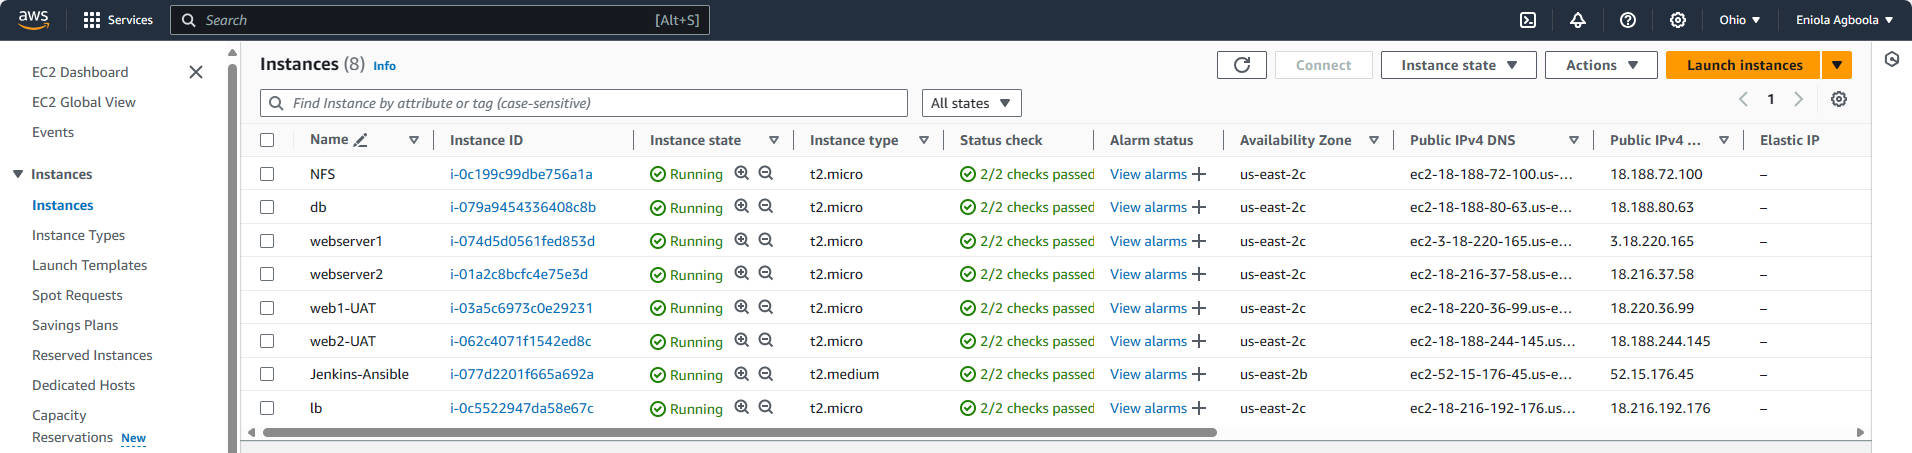 aws Services Search [Alt+S] Ohio Eniola Agboola
EC2 Dashboard
EC2 Global View
Events
Instances
Instances
Instance Types
Launch Templates
Spot Requests
Savings Plans
Reserved Instances
Dedicated Hosts
Capacity
Reservations New
Instances (8) Info Connect Instance state Actions Launch instances
Find Instance by attribute or tag (case-sensitive) All states 1
Name Instance ID Instance state Instance type Status check Alarm status Availability Zone Public IPv4 DNS Public IPv4 ... Elastic IP
NFS i-0c199c99dbe756a1a Running t2.micro 2/2 checks passed View alarms + us-east-2c ec2-18-188-72-100.us-... 18.188.72.100 –
db i-079a9454336408c8b Running t2.micro 2/2 checks passed View alarms + us-east-2c ec2-18-188-80-63.us-e... 18.188.80.63 –
webserver1 i-074d5d0561fed853d Running t2.micro 2/2 checks passed View alarms + us-east-2c ec2-3-18-220-165.us-e... 3.18.220.165 –
webserver2 i-01a2c8bcfc4e75e3d Running t2.micro 2/2 checks passed View alarms + us-east-2c ec2-18-216-37-58.us-e... 18.216.37.58 –
web1-UAT i-03a5c6973c0e29231 Running t2.micro 2/2 checks passed View alarms + us-east-2c ec2-18-220-36-99.us-e... 18.220.36.99 –
web2-UAT i-062c4071f1542ed8c Running t2.micro 2/2 checks passed View alarms + us-east-2c ec2-18-188-244-145.us... 18.188.244.145 –
Jenkins-Ansible i-077d2201f665a692a Running t2.medium 2/2 checks passed View alarms + us-east-2b ec2-52-15-176-45.us-e... 52.15.176.45 –
lb i-0c5522947da58e67c Running t2.micro 2/2 checks passed View alarms + us-east-2c ec2-18-216-192-176.us... 18.216.192.176 –